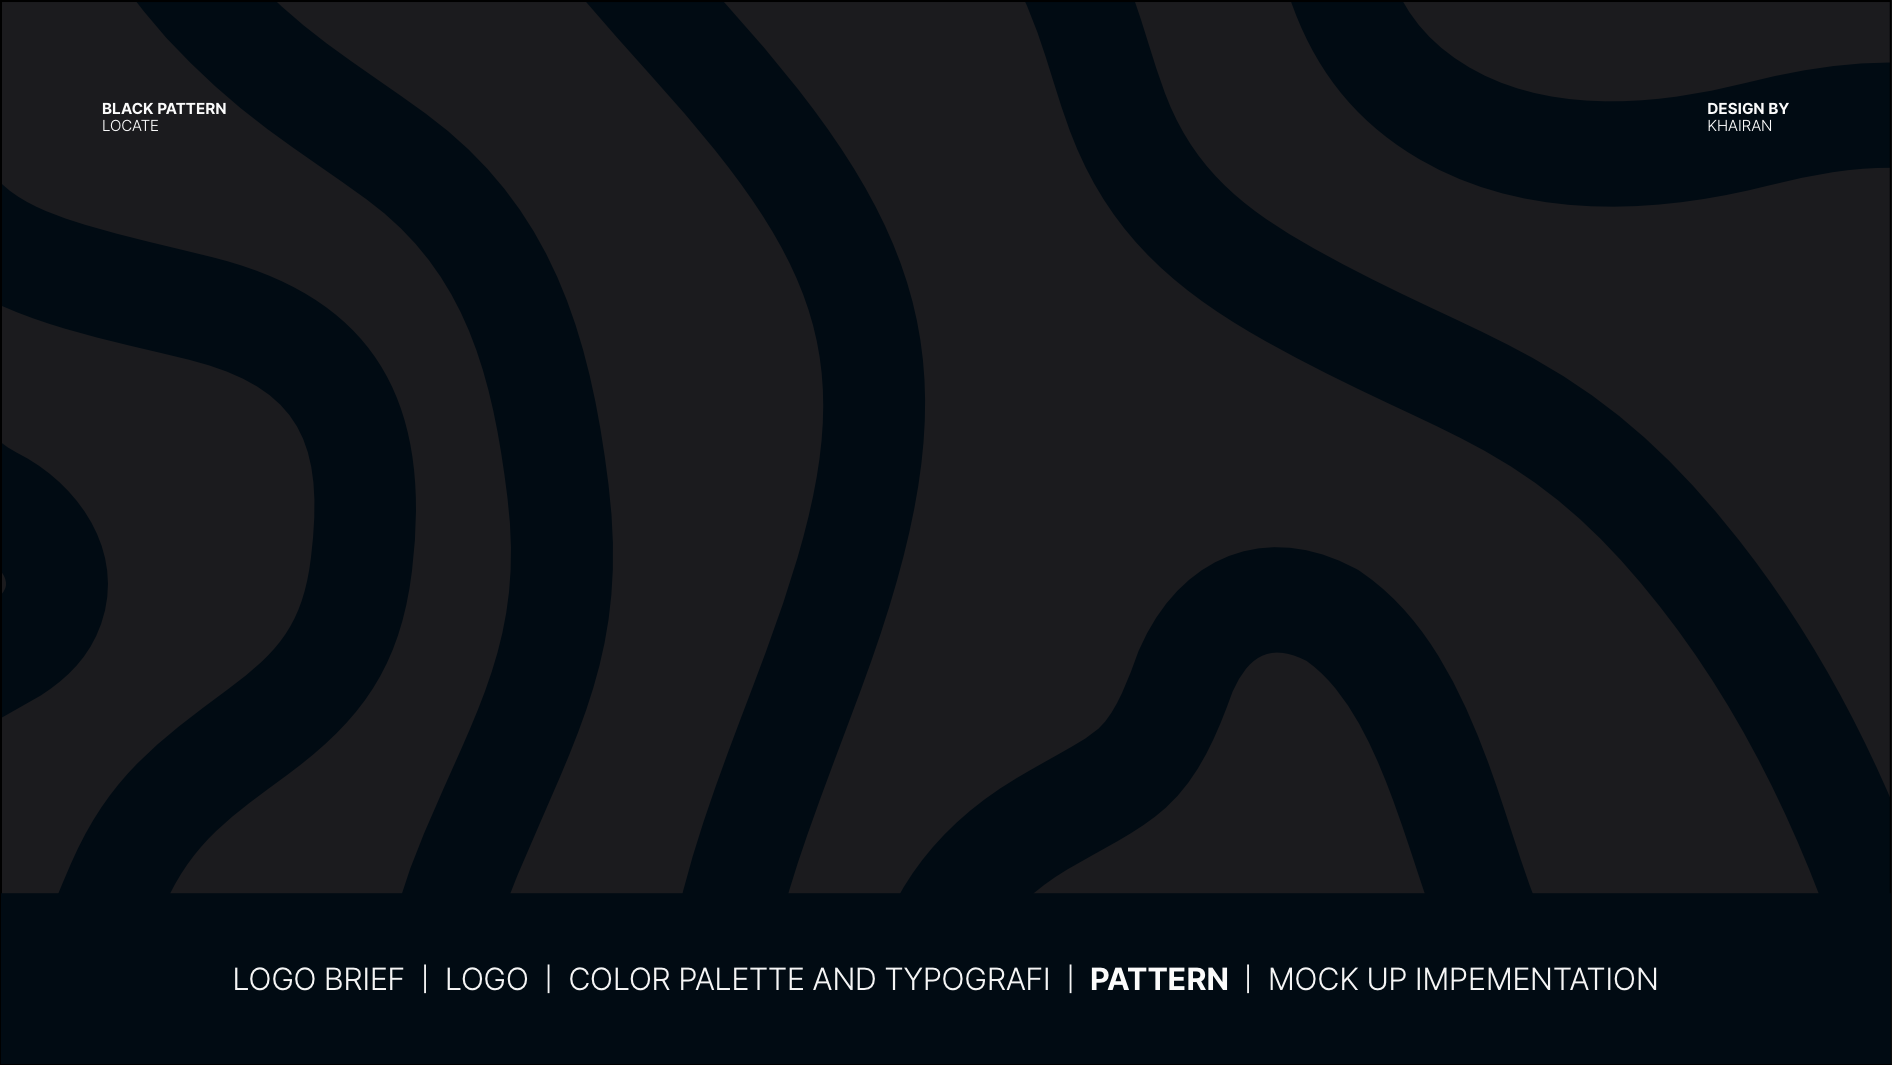 BLACK PATTERN
LOCATE
DESIGN BY
KHAIRAN
LOGO BRIEF | LOGO | COLOR PALETTE AND TYPOGRAFI | PATTERN | MOCK UP IMPEMENTATION